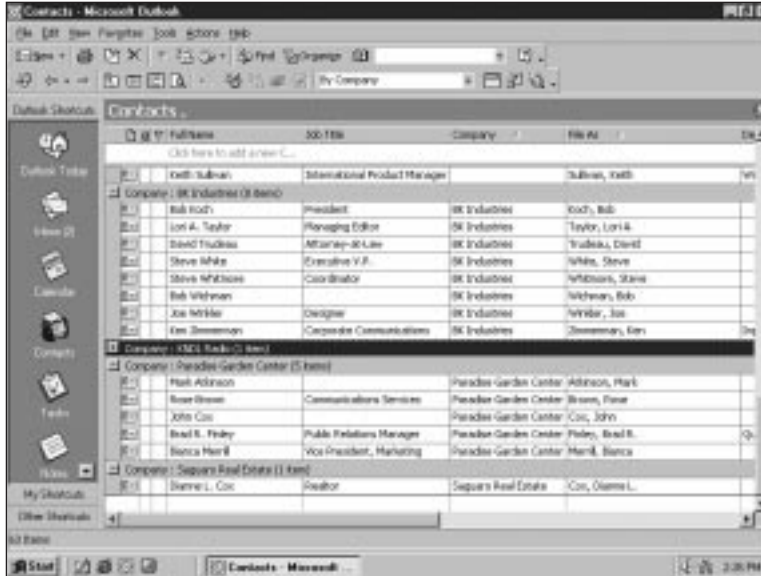 Contacts - Microsoft Outlook
File Edit View Favorites Tools Actions Help
New Find Organize
By Company
Outlook Shortcuts Contacts
Full Name Job Title Company File As
Outlook Today Click here to add a new C...
Keith Sullivan International Product Manager Sullivan, Keith
Company : BK Industries (8 items)
Bob Koch President BK Industries Koch, Bob
Lori A. Taylor Managing Editor BK Industries Taylor, Lori A.
David Trudeau Attorney-at-Law BK Industries Trudeau, David
Steve White Executive V.P. BK Industries White, Steve
Steve Whitmore Coordinator BK Industries Whitmore, Steve
Bob Wichman BK Industries Wichman, Bob
Joe Winkler Designer BK Industries Winkler, Joe
Ken Zimmerman Corporate Communications BK Industries Zimmerman, Ken
Company : Radio (1 item)
Company : Paradise Garden Center (5 items)
Mark Atkinson Paradise Garden Center Atkinson, Mark
Rose Brown Communications Services Paradise Garden Center Brown, Rose
John Cox Paradise Garden Center Cox, John
Brad R. Finley Public Relations Manager Paradise Garden Center Finley, Brad R.
Bianca Merrill Vice President, Marketing Paradise Garden Center Merrill, Bianca
Company : Saguaro Real Estate (1 item)
Dianne L. Cox Realtor Saguaro Real Estate Cox, Dianne L.
Inbox (2)
Calendar
Contacts
Tasks
Notes
My Shortcuts
Other Shortcuts
Items
Start Contacts - Microsoft ... PM